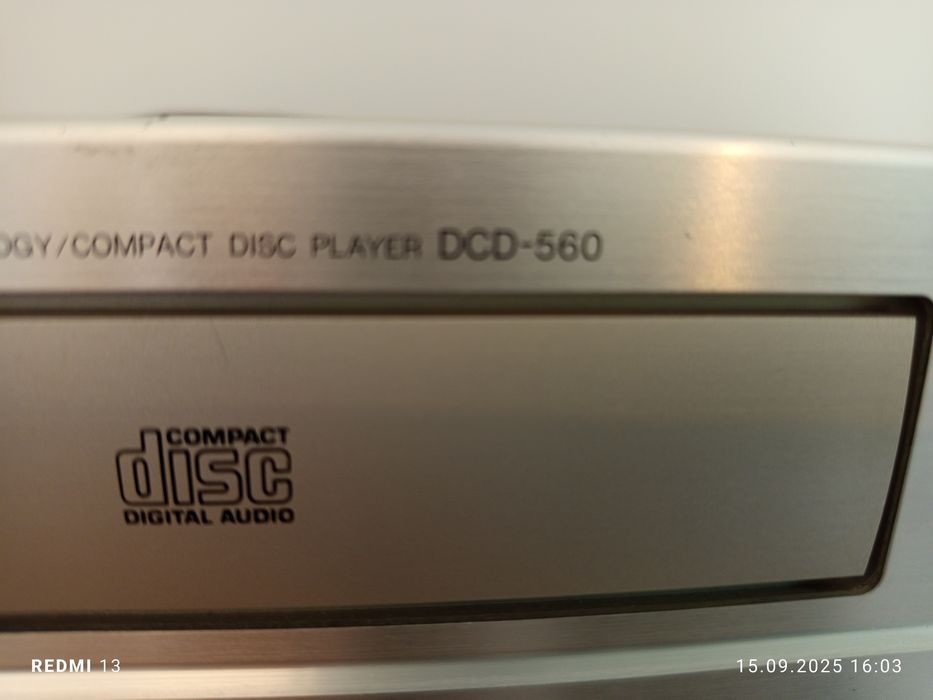 OGY/COMPACT DISC PLAYER DCD-560
COMPACT
disc
DIGITAL AUDIO
REDMI 13
15.09.2025 16:03